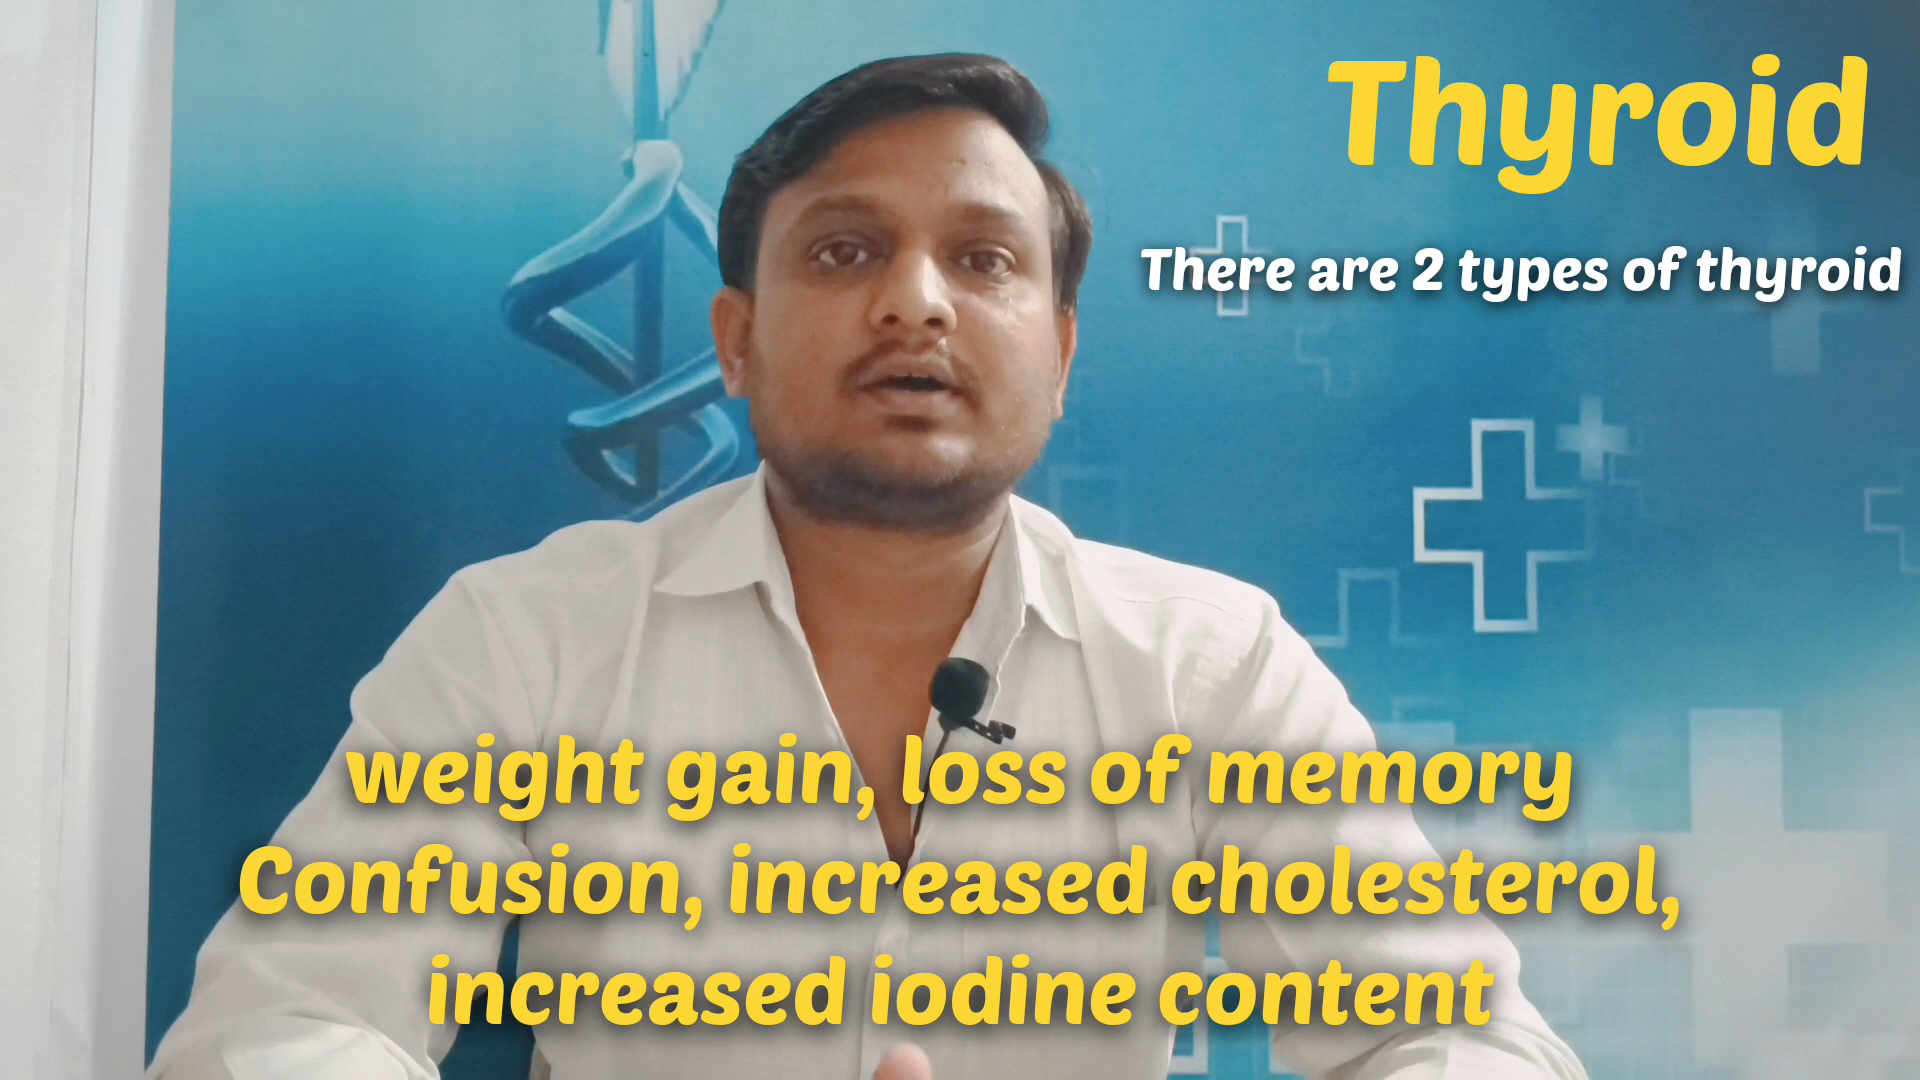 Thyroid
There are 2 types of thyroid
weight gain, loss of memory
Confusion, increased cholesterol,
increased iodine content